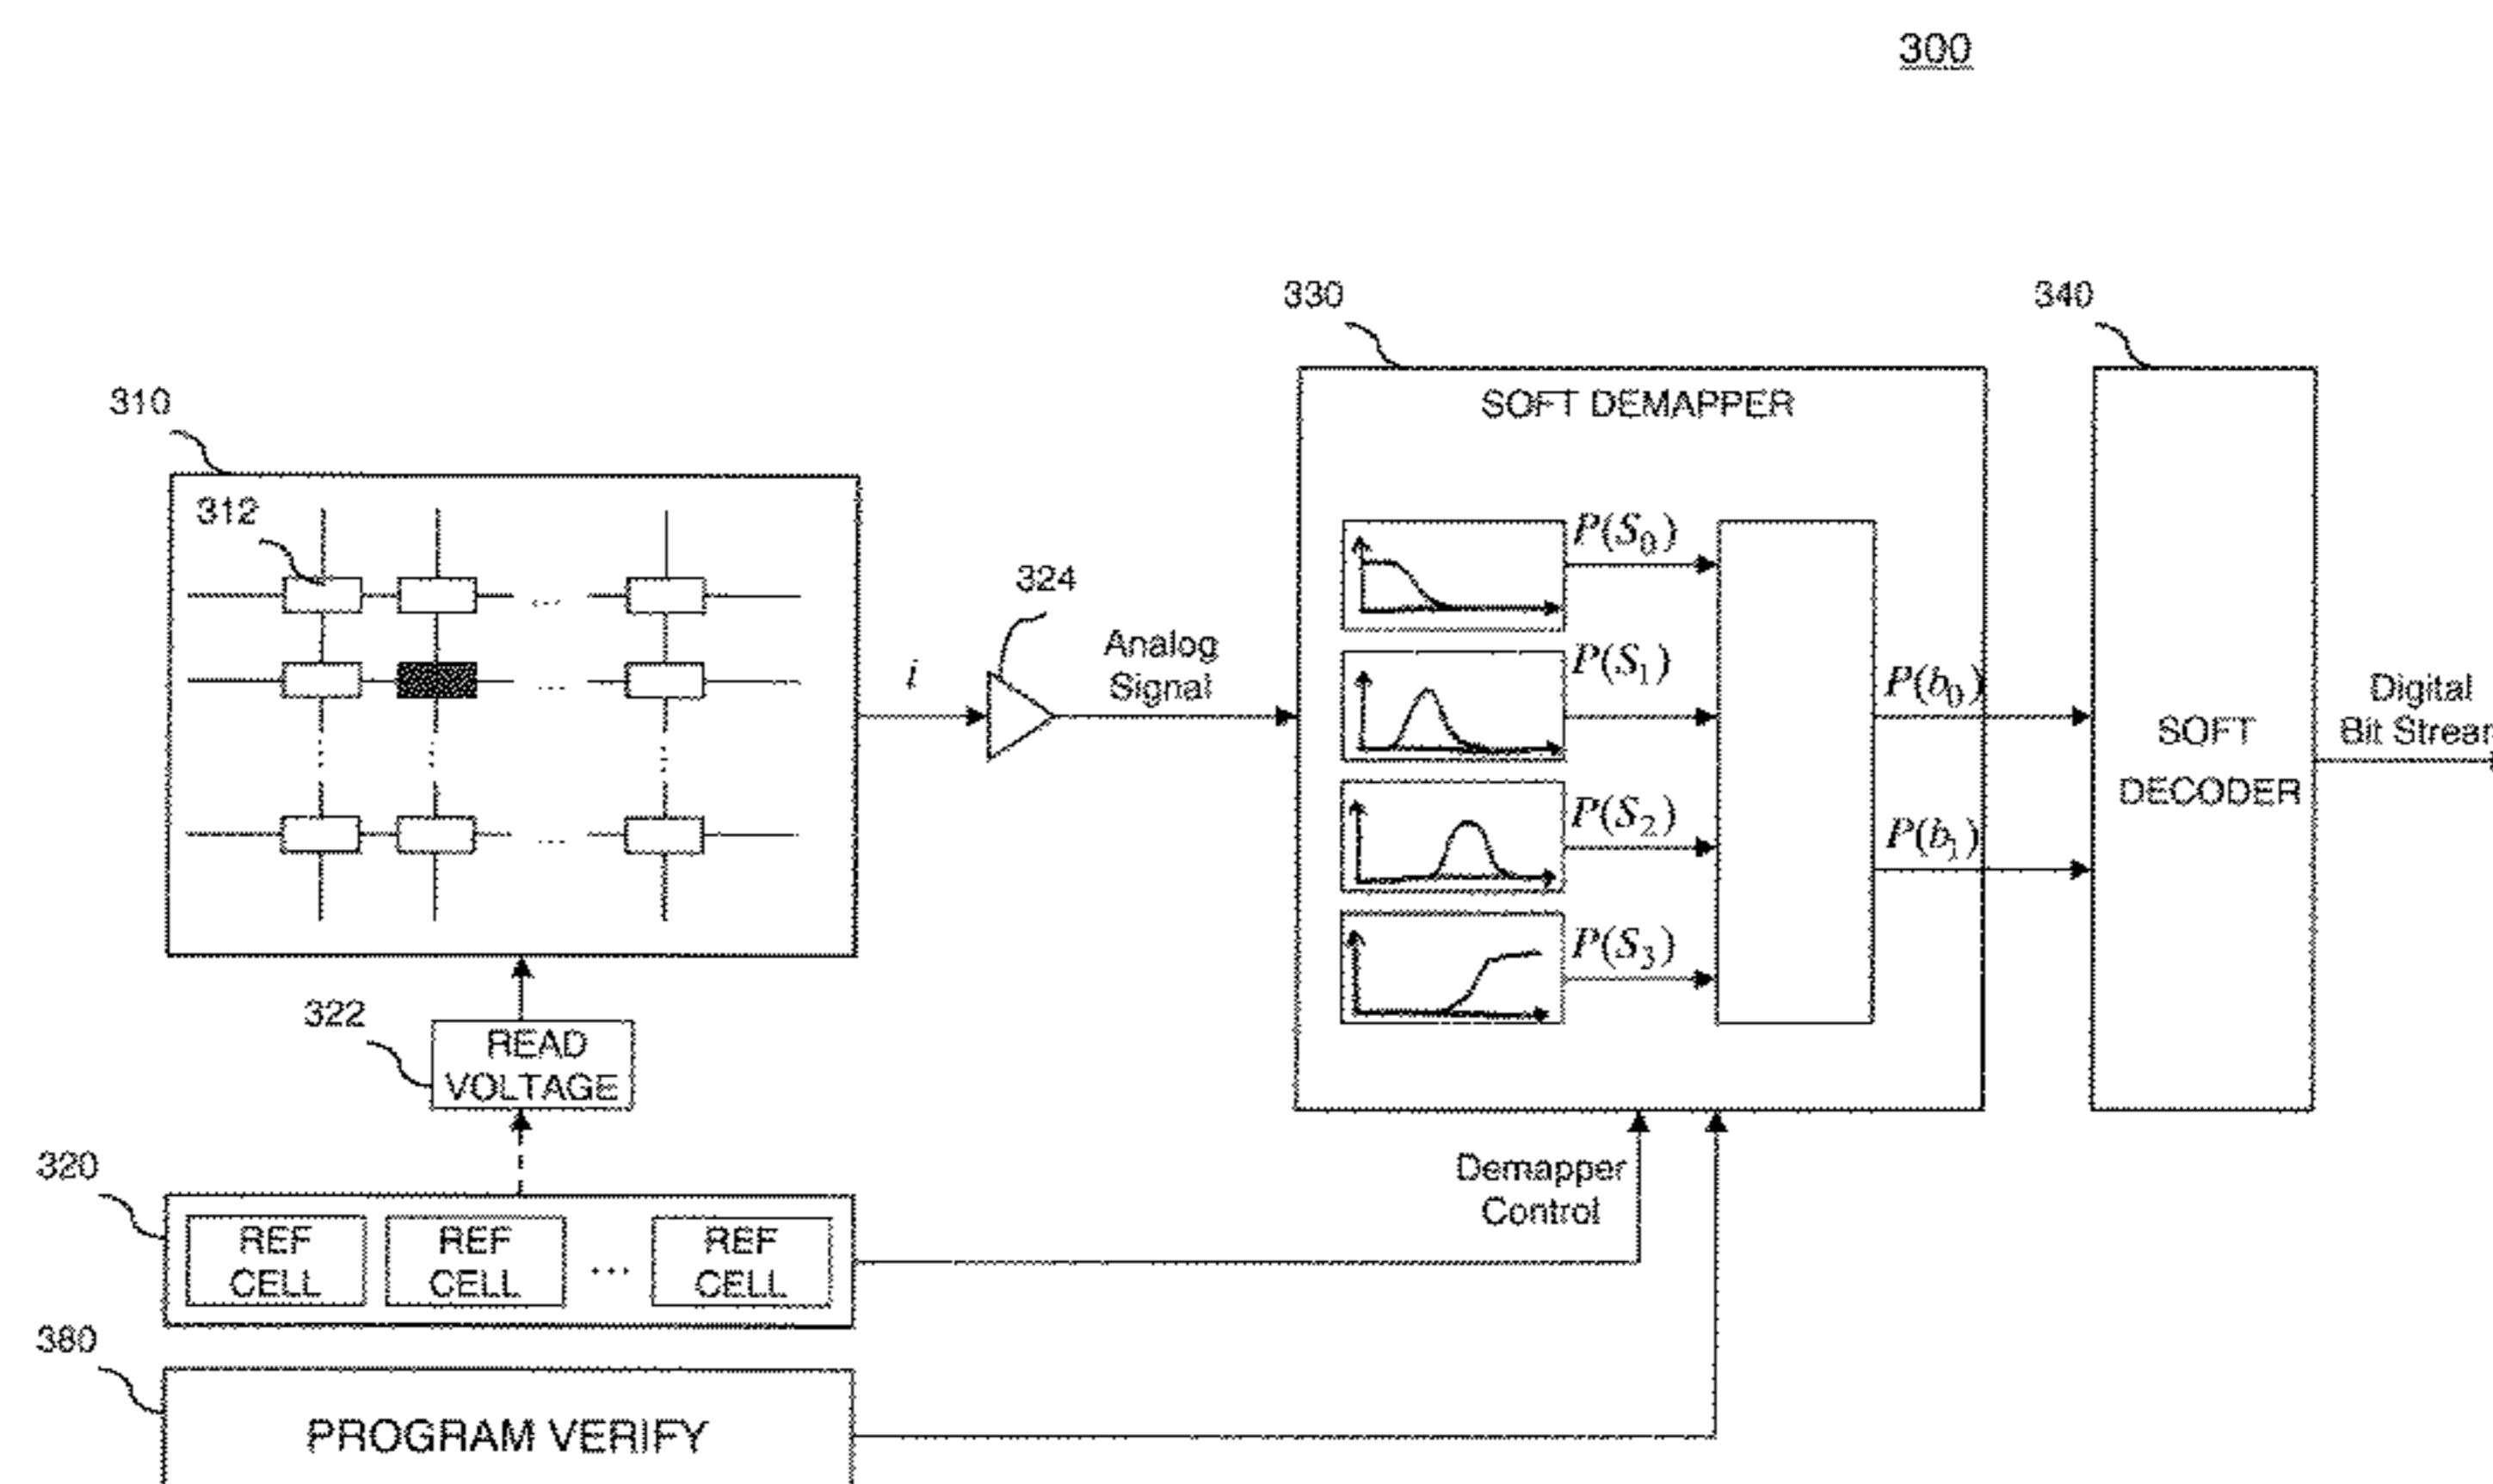 300
330
340
310
SOFT DEMAPPER
312
P(S0)
324
Analog
Signal
i
P(S1)
P(b0)
Digital
Bit Stream
SOFT
DECODER
...
...
P(S2)
P(b1)
...
P(S3)
322
READ
VOLTAGE
320
Demapper
Control
REF
CELL
REF
CELL
...
REF
CELL
380
PROGRAM VERIFY